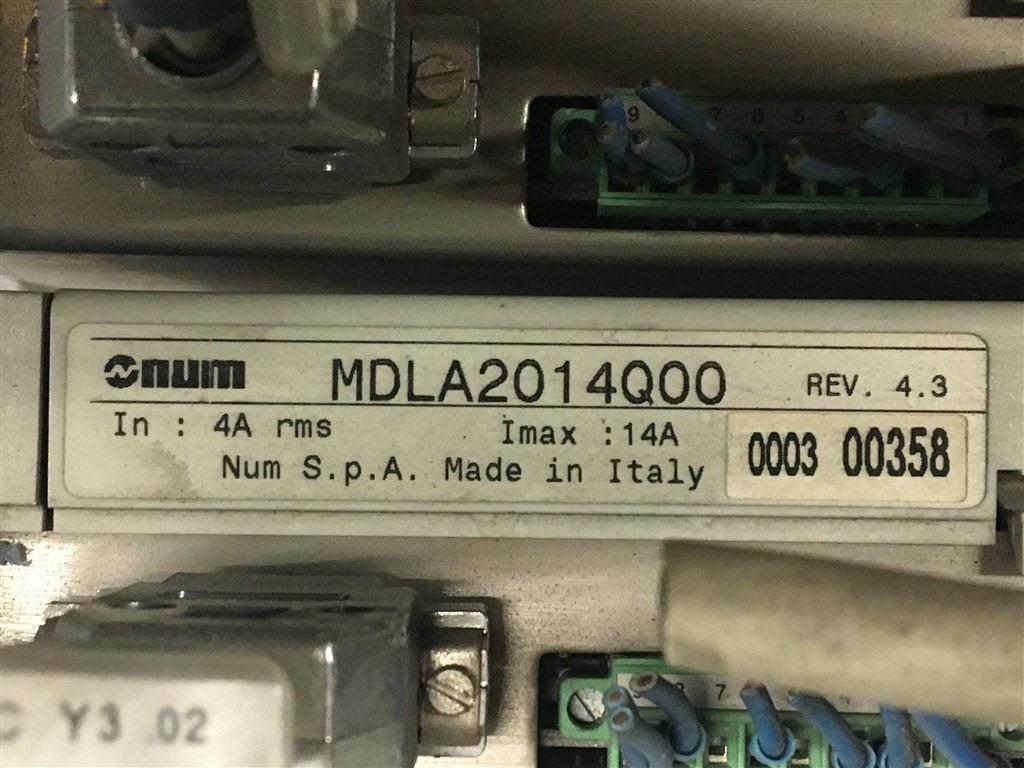 9 7 6 5 4 2 1
num MDLA2014Q00 REV. 4.3
In : 4A rms Imax :14A
Num S.p.A. Made in Italy
0003 00358
7
C Y3 .02